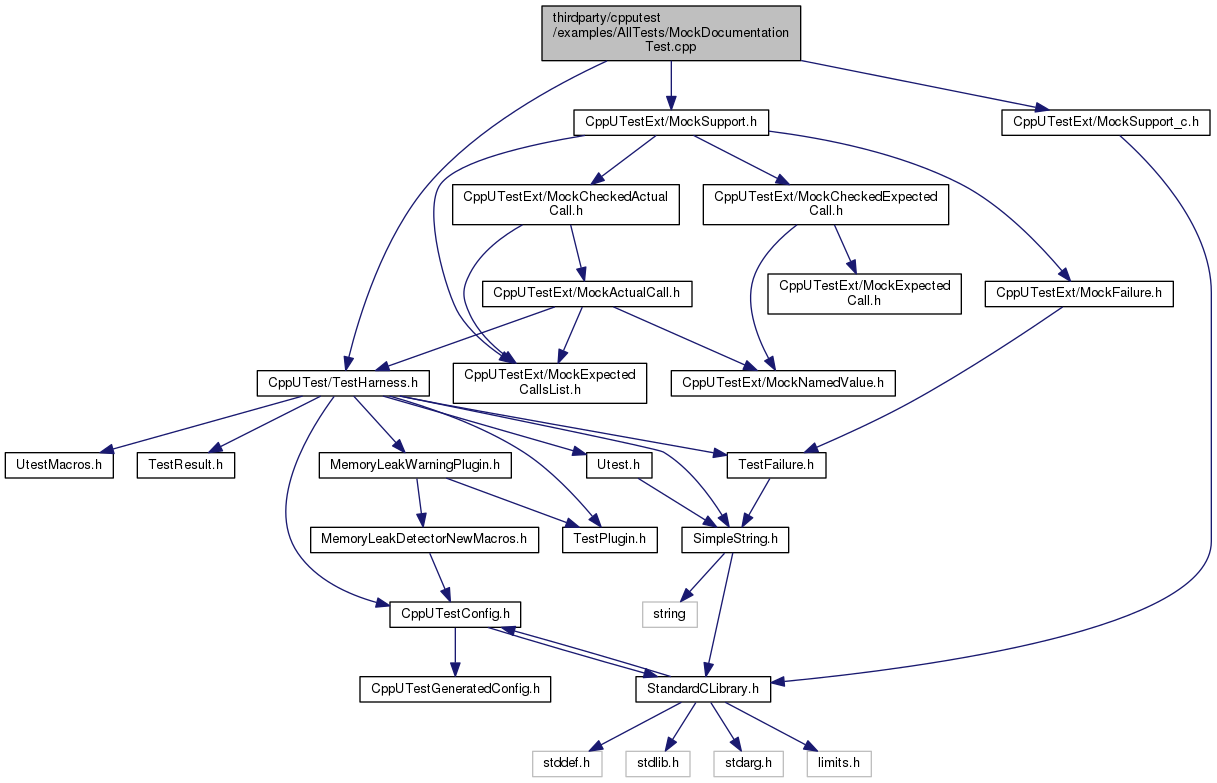 thirdparty/cpputest
/examples/AllTests/MockDocumentation
Test.cpp
CppUTestExt/MockSupport.h
CppUTestExt/MockSupport_c.h
CppUTestExt/MockCheckedActual
Call.h
CppUTestExt/MockCheckedExpected
Call.h
CppUTestExt/MockActualCall.h
CppUTestExt/MockExpected
Call.h
CppUTestExt/MockFailure.h
CppUTest/TestHarness.h
CppUTestExt/MockExpected
CallsList.h
CppUTestExt/MockNamedValue.h
UtestMacros.h
TestResult.h
MemoryLeakWarningPlugin.h
Utest.h
TestFailure.h
MemoryLeakDetectorNewMacros.h
TestPlugin.h
SimpleString.h
CppUTestConfig.h
string
CppUTestGeneratedConfig.h
StandardCLibrary.h
stddef.h
stdlib.h
stdarg.h
limits.h